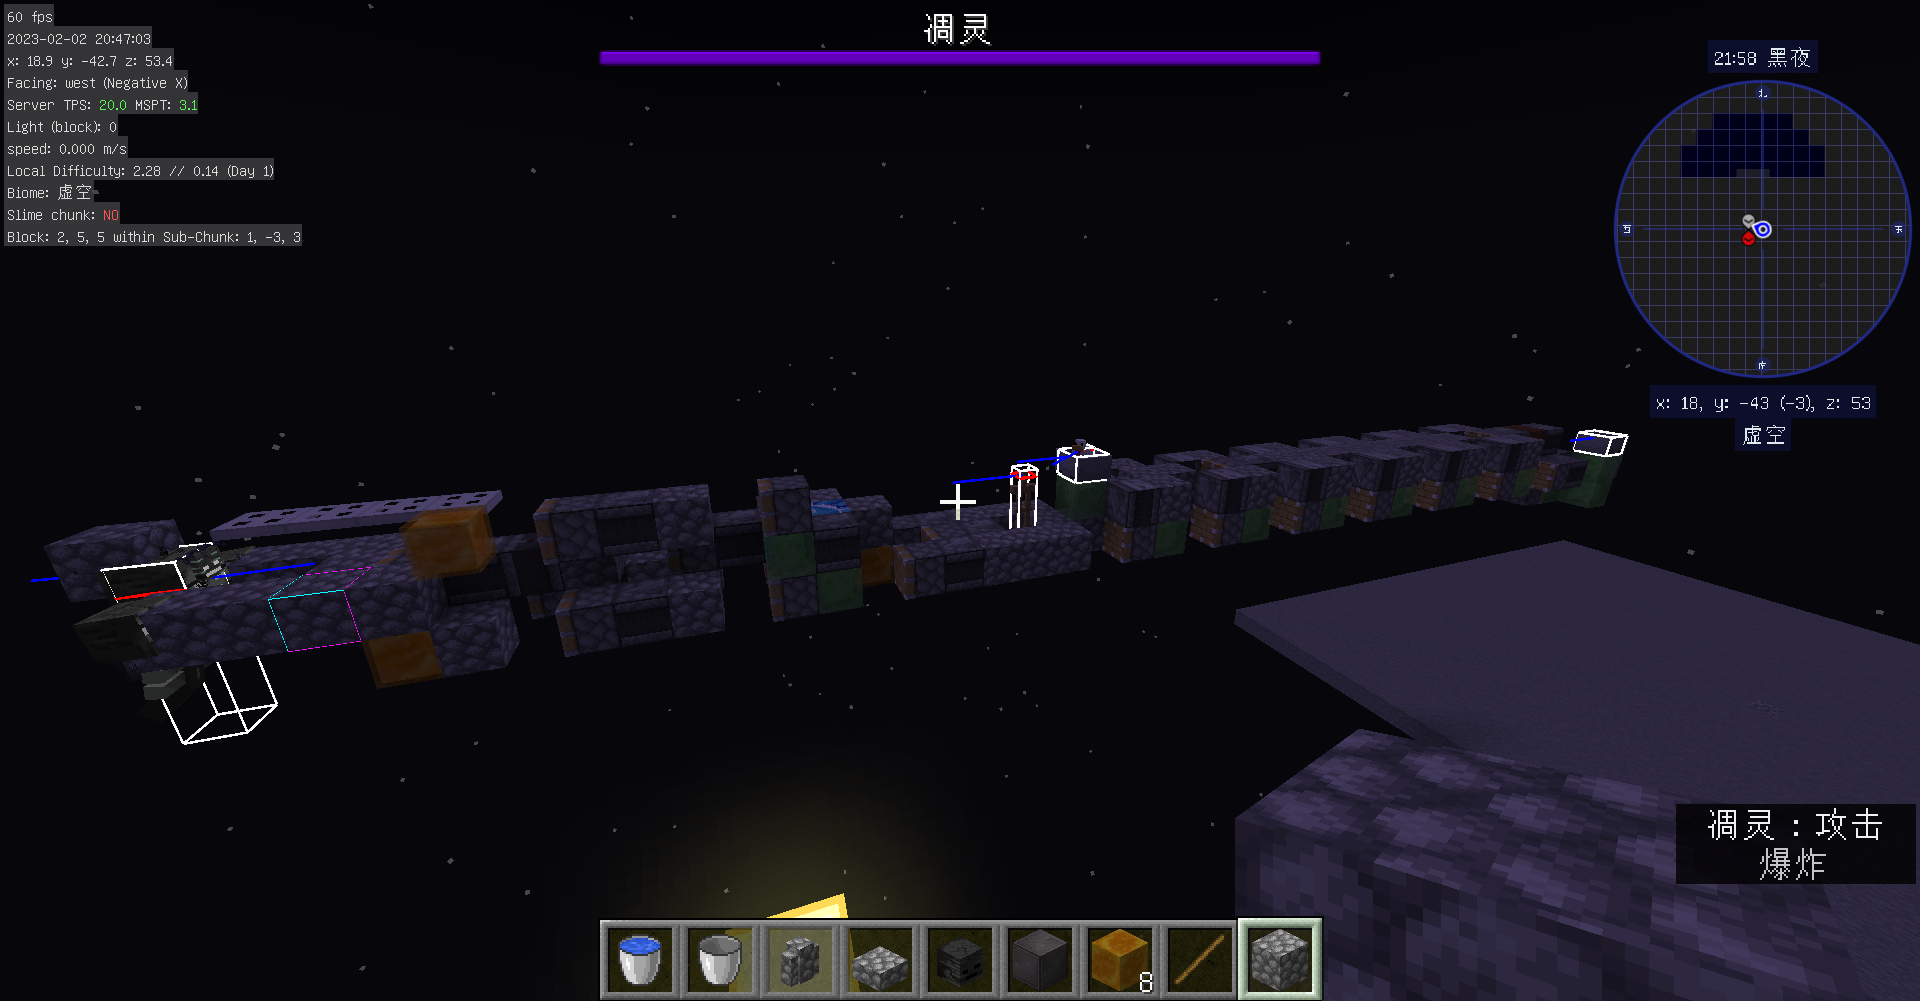 60 fps
2023-02-02 20:47:03
x: 18.9 y: -42.7 z: 53.4
Facing: west (Negative X)
Server TPS: 20.0 MSPT: 3.1
Light (block): 0
speed: 0.000 m/s
Local Difficulty: 2.28 // 0.14 (Day 1)
Biome: 虚空
Slime chunk: NO
Block: 2, 5, 5 within Sub-Chunk: 1, -3, 3
凋灵
21:58 黑夜
北
西
东
x: 18, y: -43 (-3), z: 53
虚空
凋灵：攻击
爆炸
8